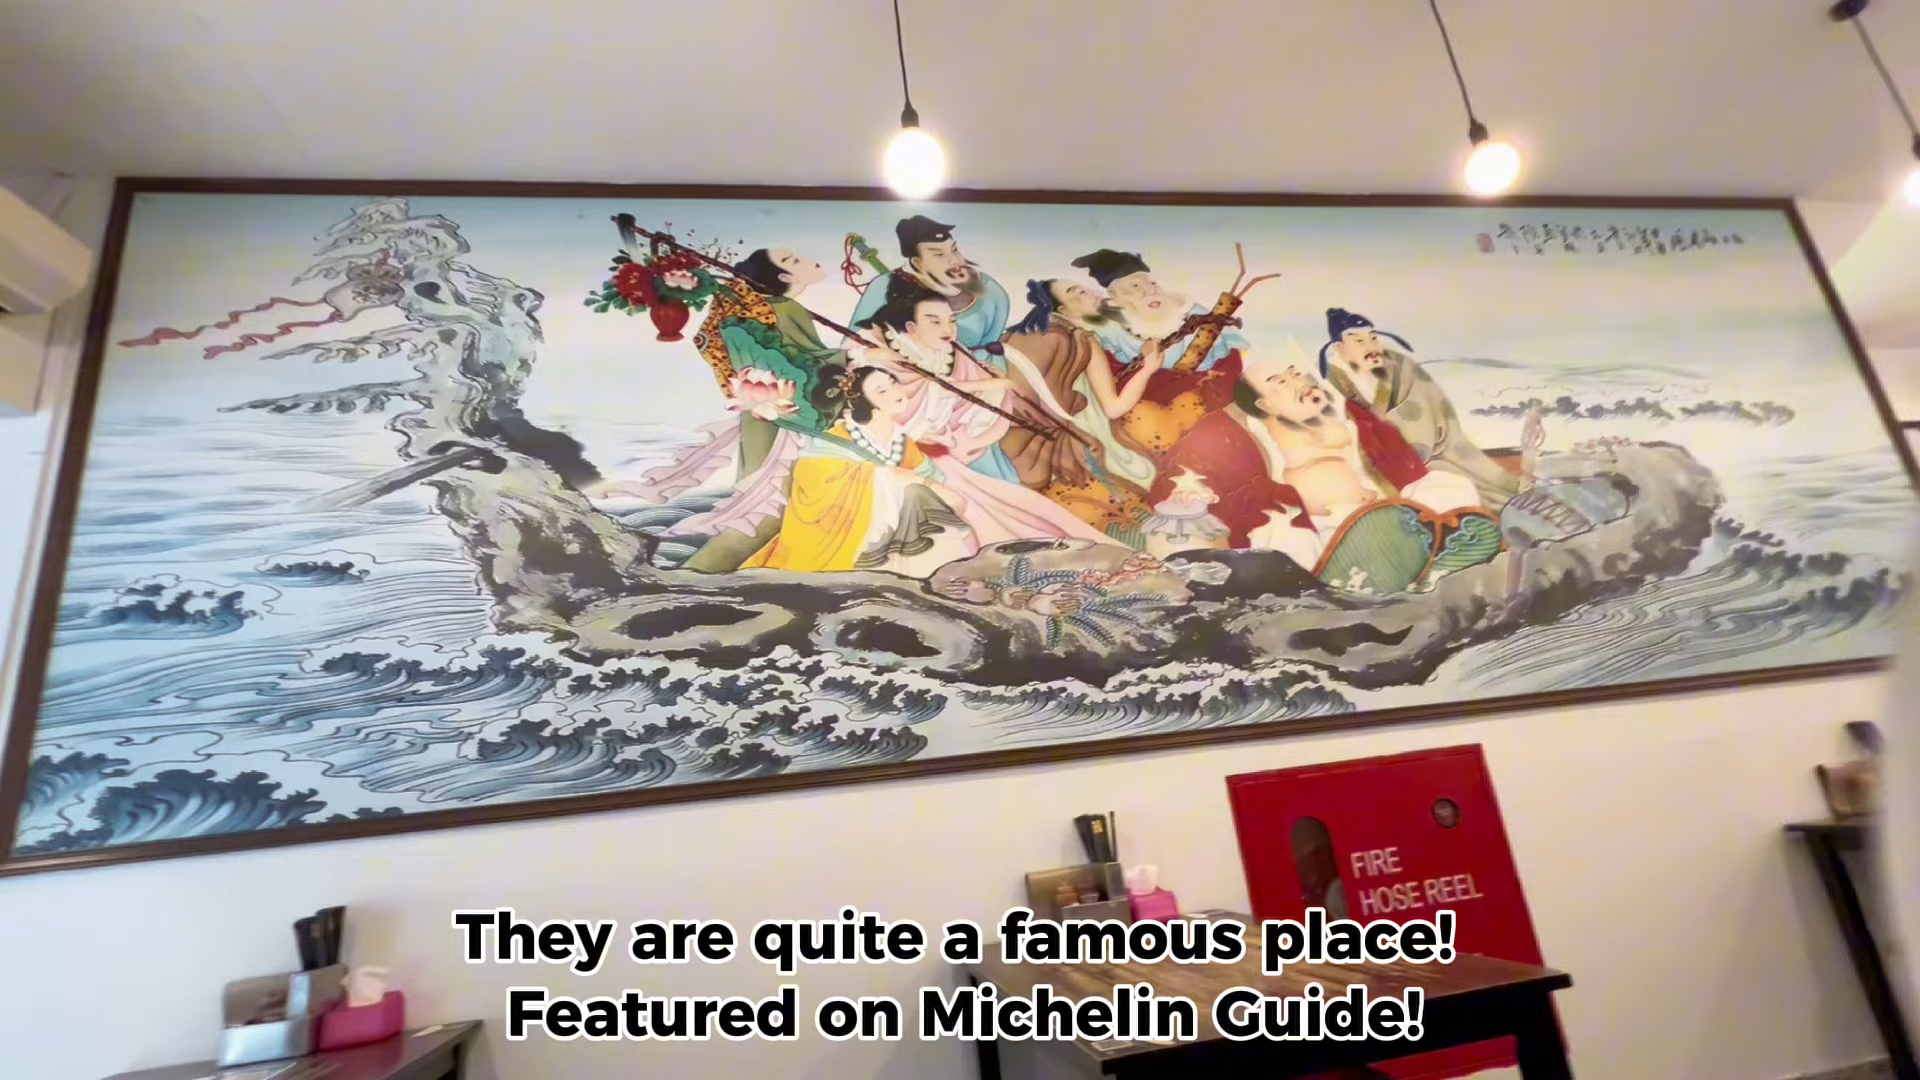 FIRE
HOSE REEL
They are quite a famous place!
Featured on Michelin Guide!